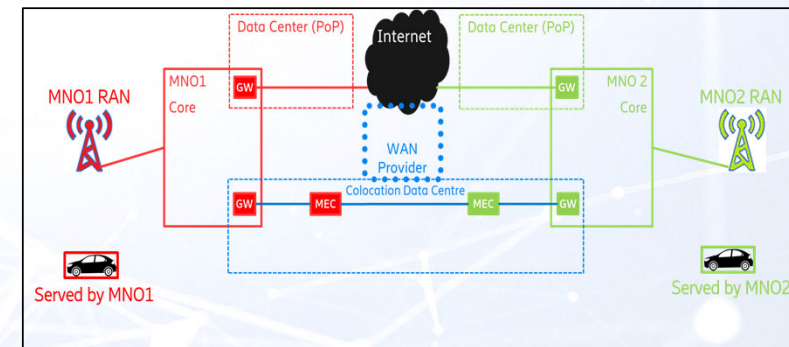 Data Center (PoP)
Internet
Data Center (PoP)
MNO1 RAN
MNO1
Core
GW
GW
MNO 2
Core
MNO2 RAN
WAN
Provider
Colocation Data Centre
GW
MEC
MEC
GW
Served by MNO1
Served by MNO2